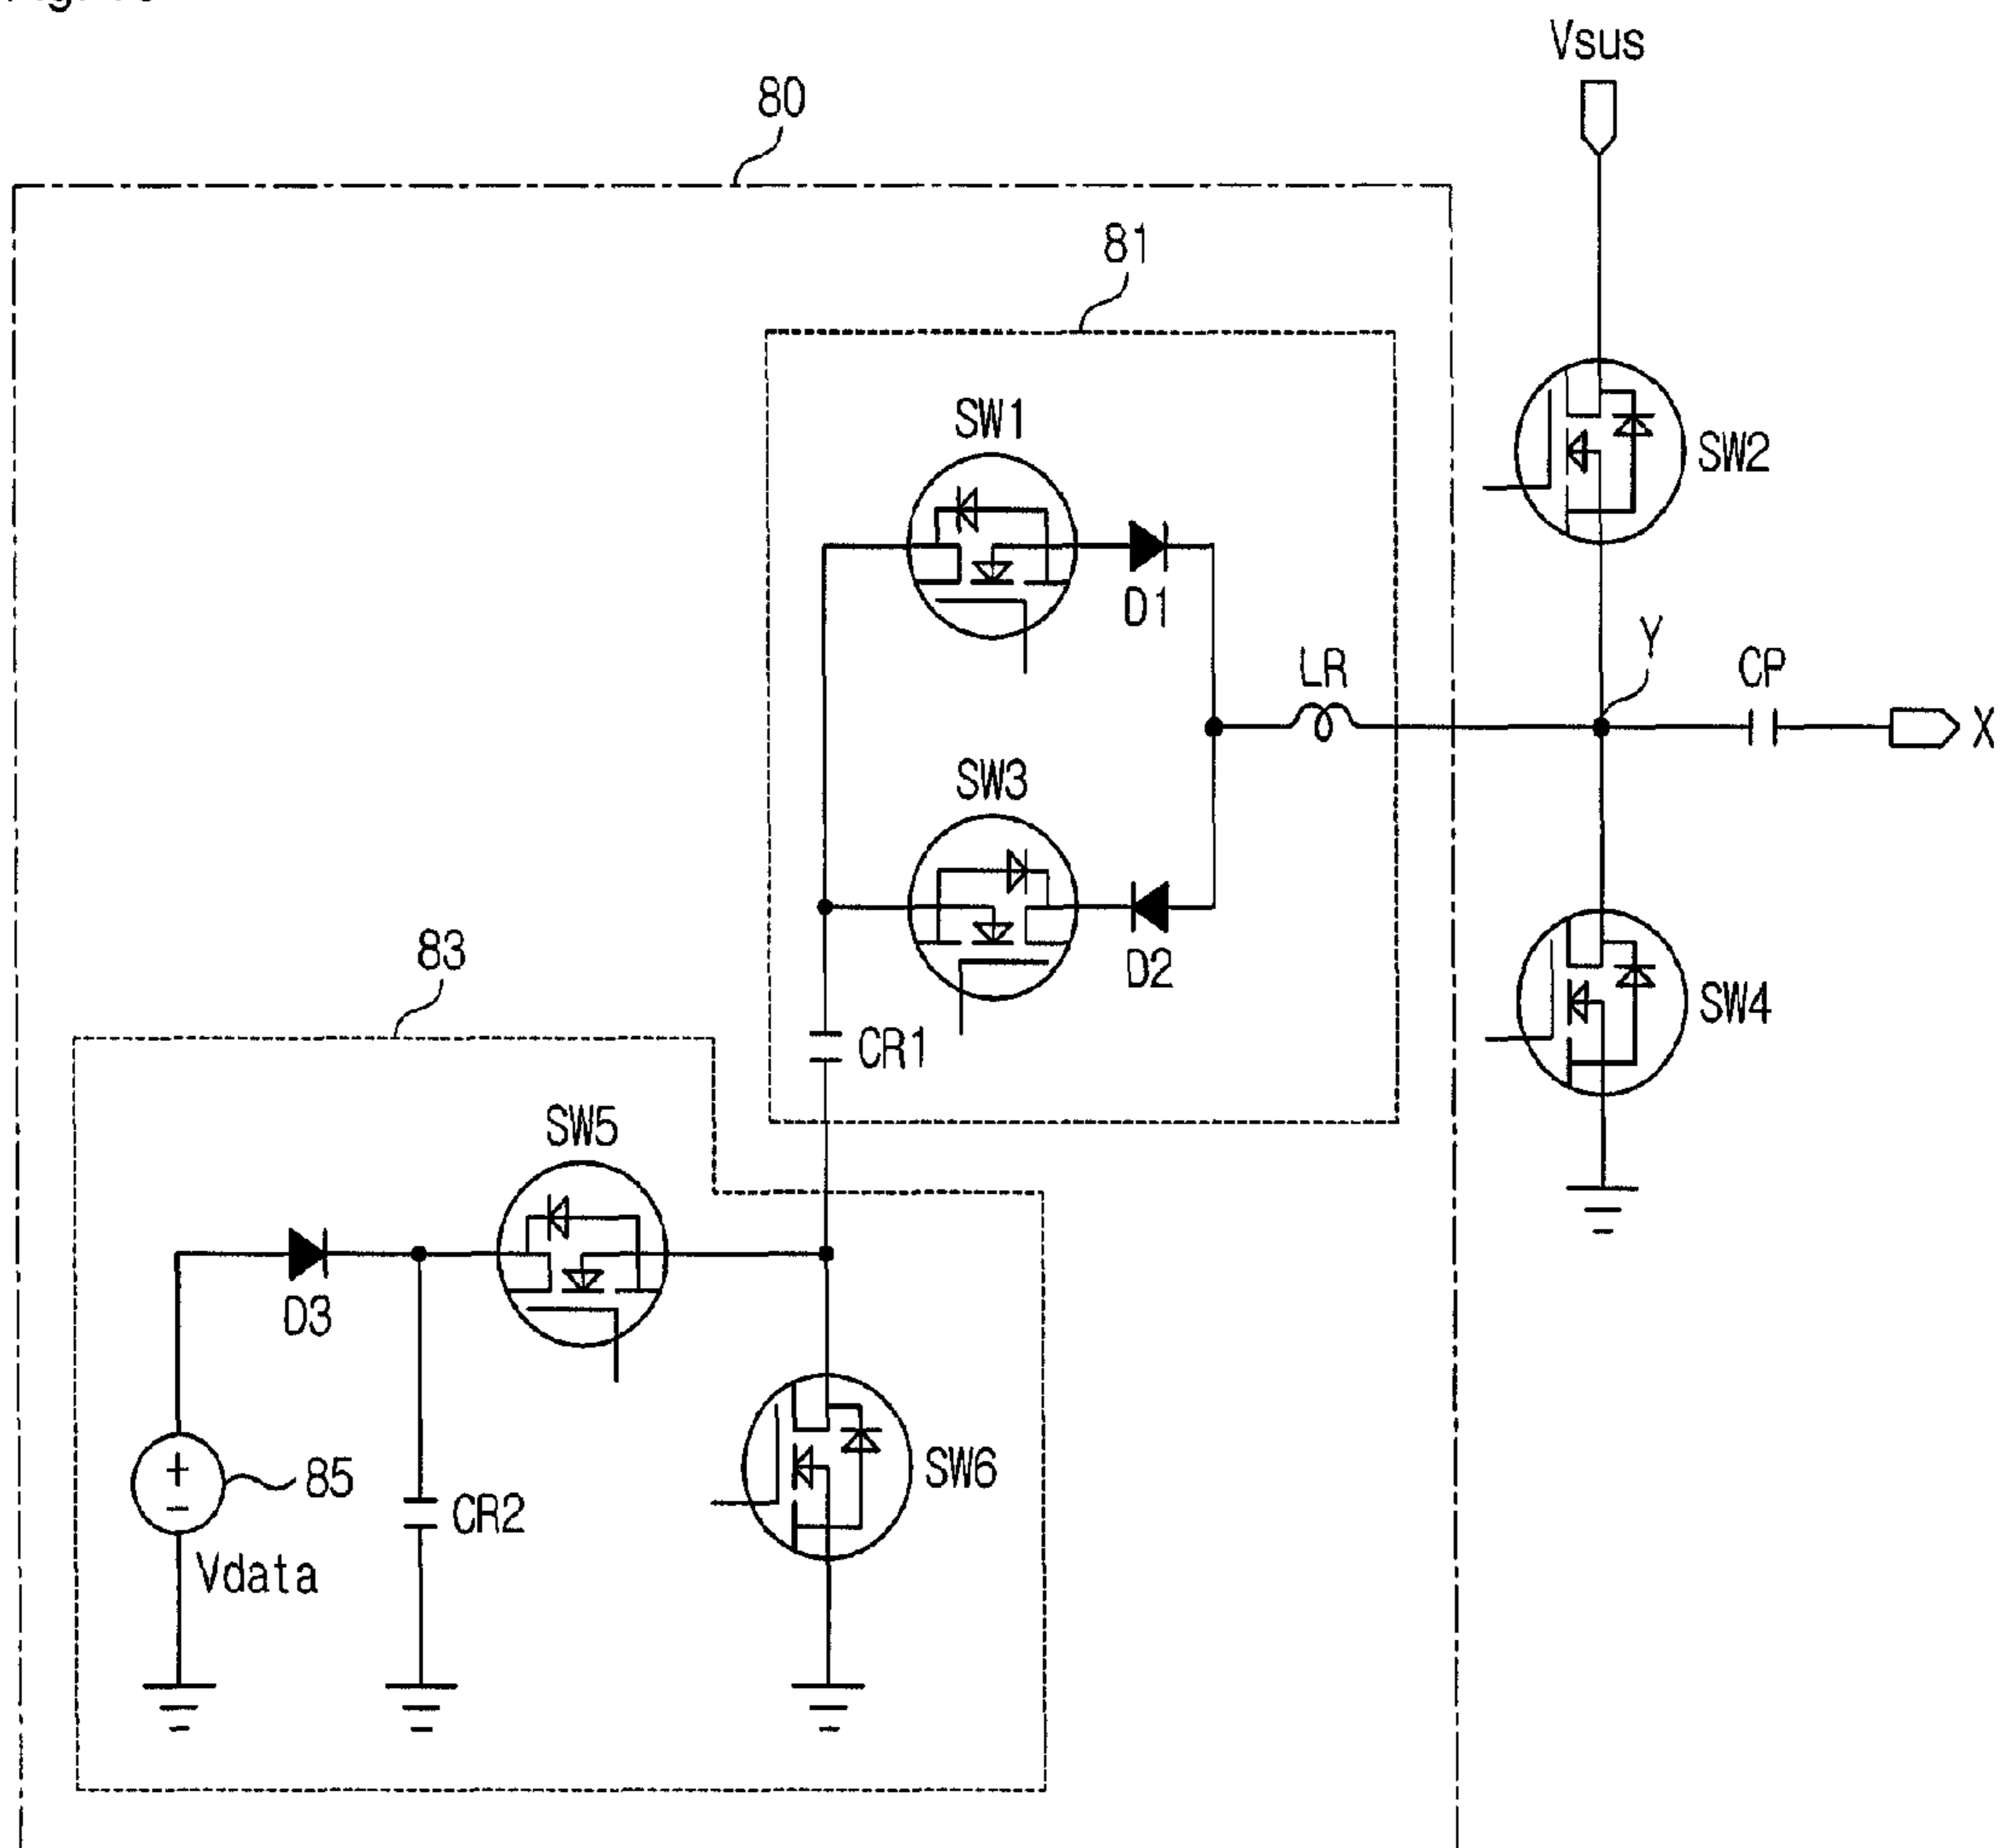 Vsus
80
81
SW1
SW2
D1
Y
LR
CP
X
SW3
83
D2
SW4
CR1
SW5
D3
SW6
+
−
85
CR2
Vdata